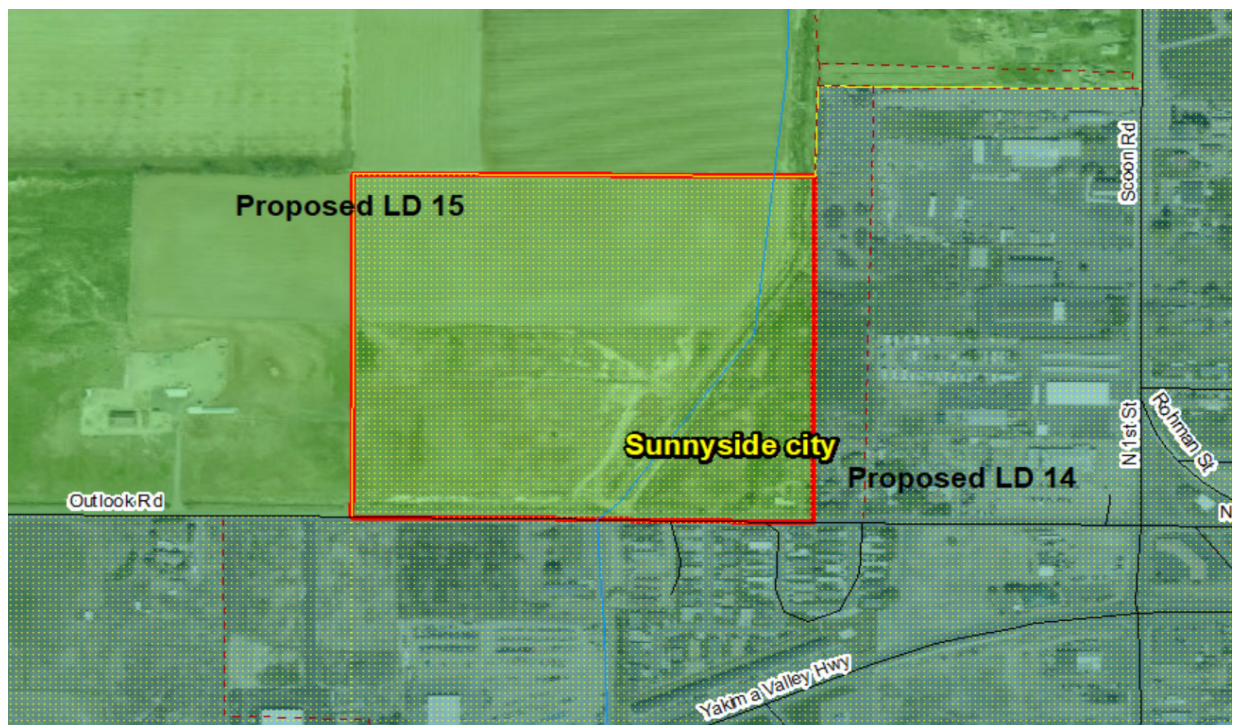 Scoon Rd
Proposed LD 15
N 1st St
Rohman St
Sunnyside city
Proposed LD 14
Outlook Rd
N
Yakima Valley Hwy